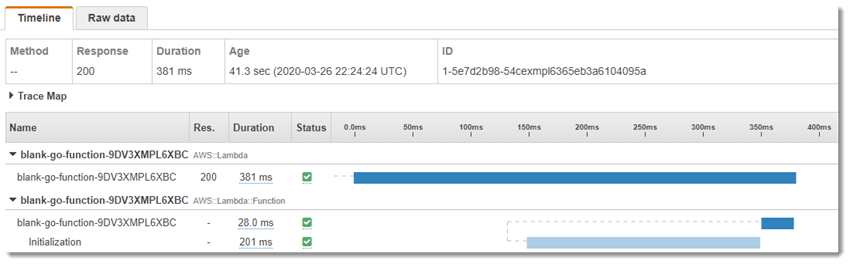 Timeline Raw data
Method Response Duration Age ID
-- 200 381 ms 41.3 sec (2020-03-26 22:24:24 UTC) 1-5e7d2b98-54cexmpl6365eb3a6104095a
Trace Map
Name Res. Duration Status 0.0ms 50ms 100ms 150ms 200ms 250ms 300ms 350ms 400ms
blank-go-function-9DV3XMPL6XBC AWS::Lambda
blank-go-function-9DV3XMPL6XBC 200 381 ms
blank-go-function-9DV3XMPL6XBC AWS::Lambda::Function
blank-go-function-9DV3XMPL6XBC - 28.0 ms
Initialization - 201 ms